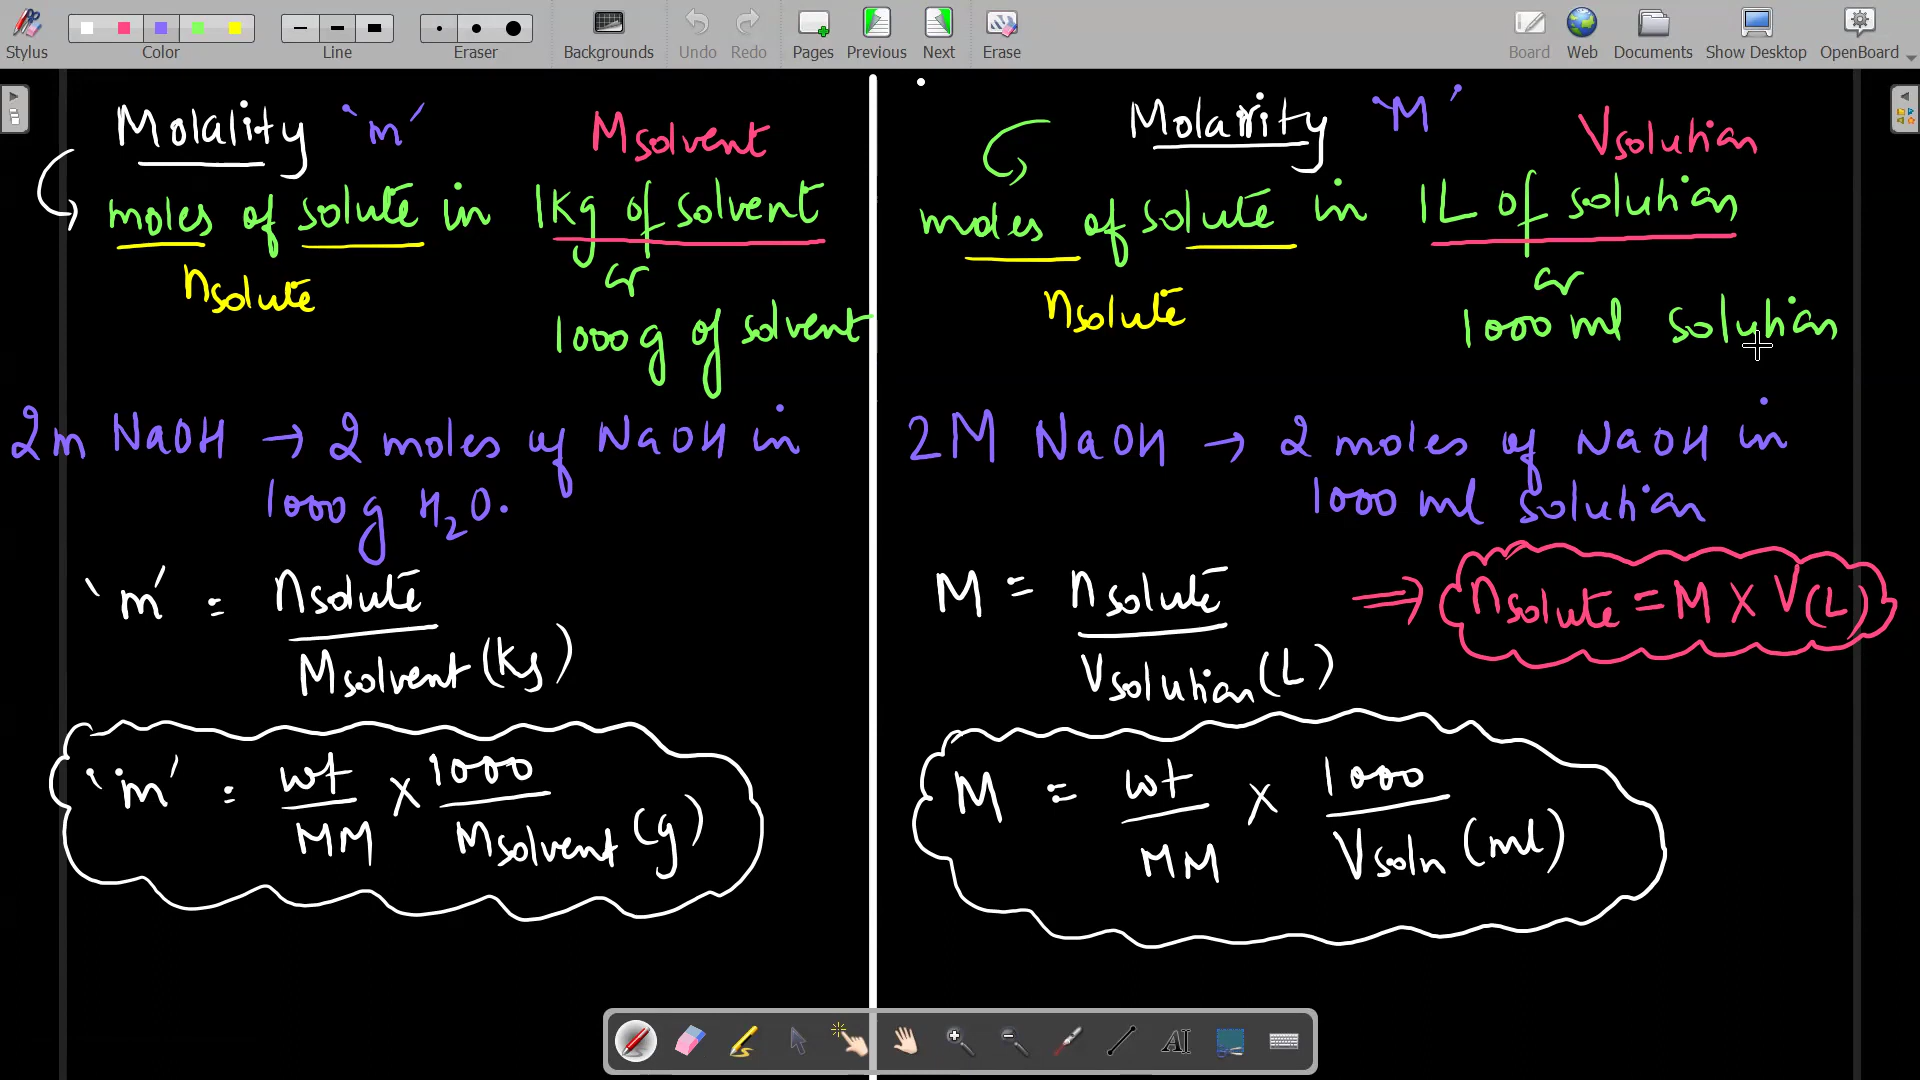 Stylus Color Line Eraser Backgrounds Undo Redo Pages Previous Next Erase Board Web Documents Show Desktop OpenBoard
Molality 'm'
Msolvent
moles of solute in 1Kg of solvent
nsolute
or
1000g of solvent
2m NaOH → 2 moles of NaOH in
1000g H₂O.
'm' = nsolute / Msolvent (Kg)
'm' = wt / MM × 1000 / Msolvent (g)
Molarity 'M'
Vsolution
moles of solute in 1L of solution
nsolute
or
1000 ml solution
2M NaOH → 2 moles of NaOH in
1000 ml solution
M = nsolute / Vsolution (L) ⇒ nsolute = M × V(L)
M = wt / MM × 1000 / Vsoln (ml)